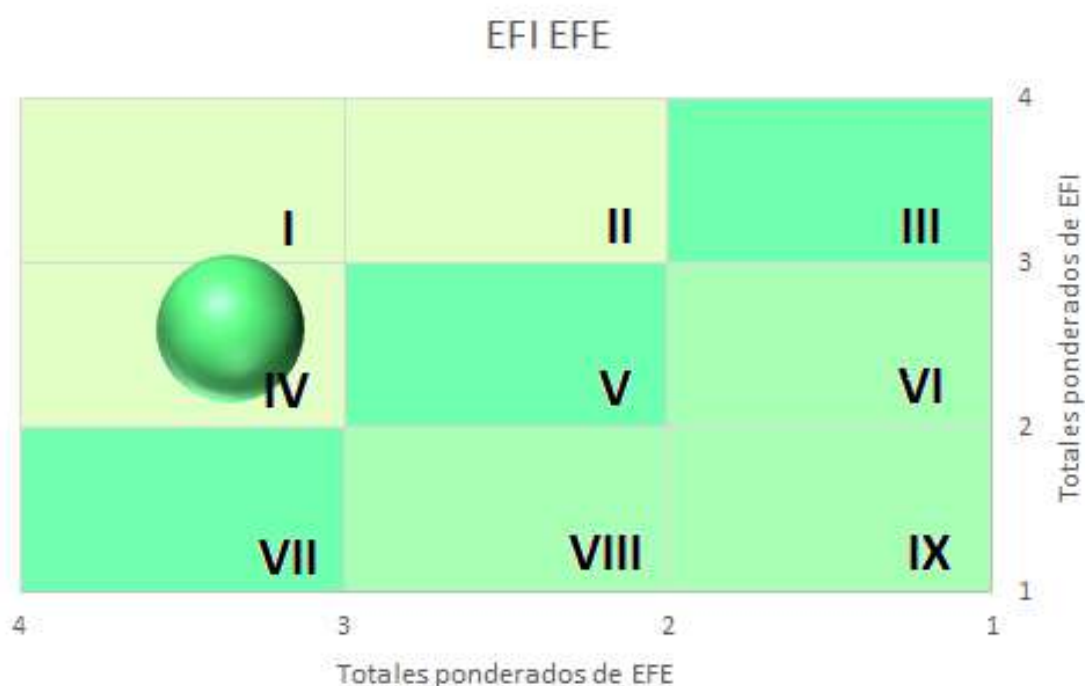 EFI EFE
4
I II III
3
IV V VI
2
VII VIII IX
1
4 3 2 1
Totales ponderados de EFE
Totales ponderados de EFI